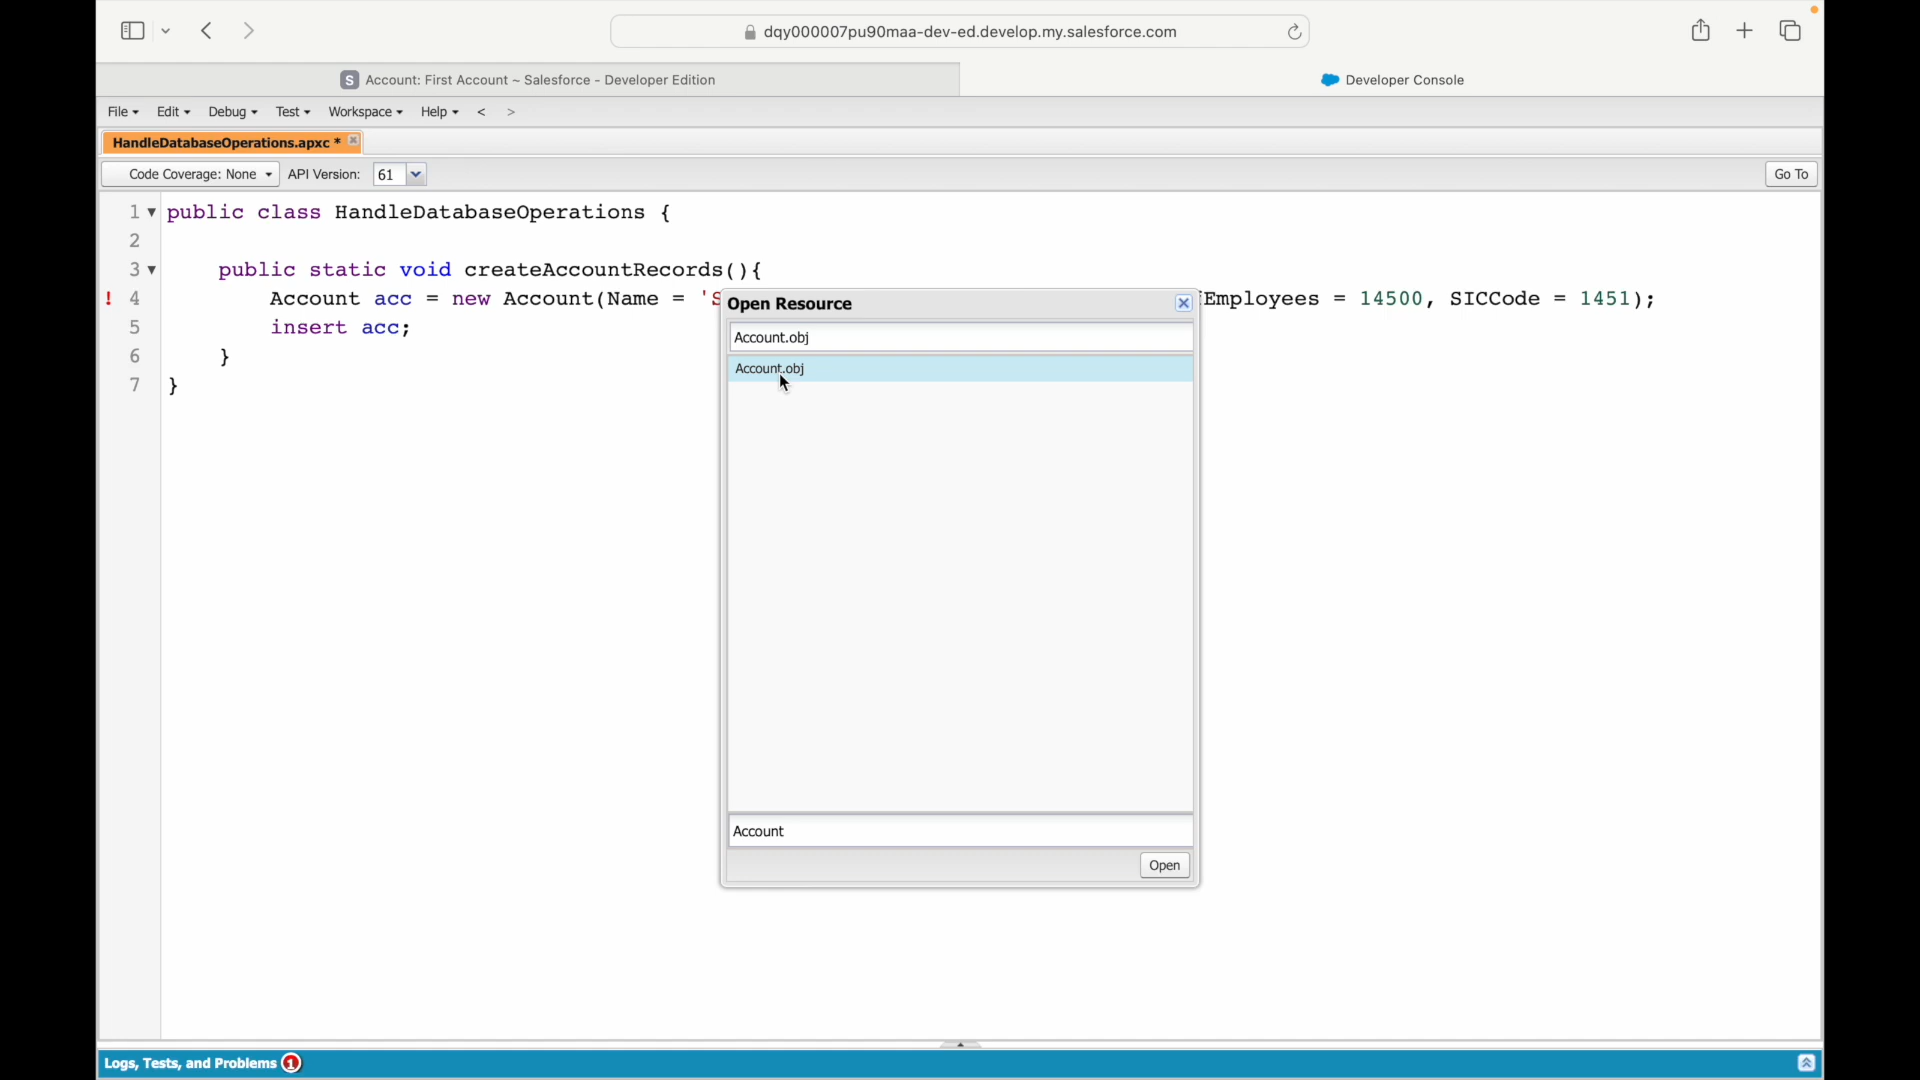 dqy000007pu90maa-dev-ed.develop.my.salesforce.com
S Account: First Account ~ Salesforce - Developer Edition
Developer Console
File Edit Debug Test Workspace Help < >
HandleDatabaseOperations.apxc *
Code Coverage: None API Version: 61 Go To
1 public class HandleDatabaseOperations {
2
3 public static void createAccountRecords(){
! 4 Account acc = new Account(Name = 'S Employees = 14500, SICCode = 1451);
5 insert acc;
6 }
7 }
Open Resource
Account.obj
Account.obj
Account
Open
Logs, Tests, and Problems 1